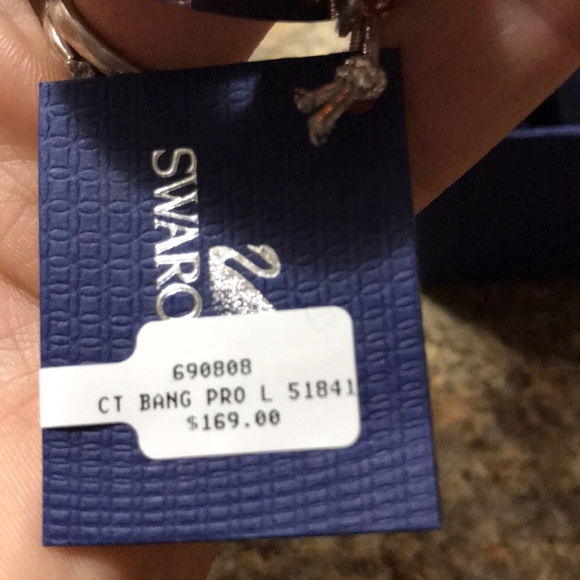 SWARO
690808
CT BANG PRO L 51841
$169.00